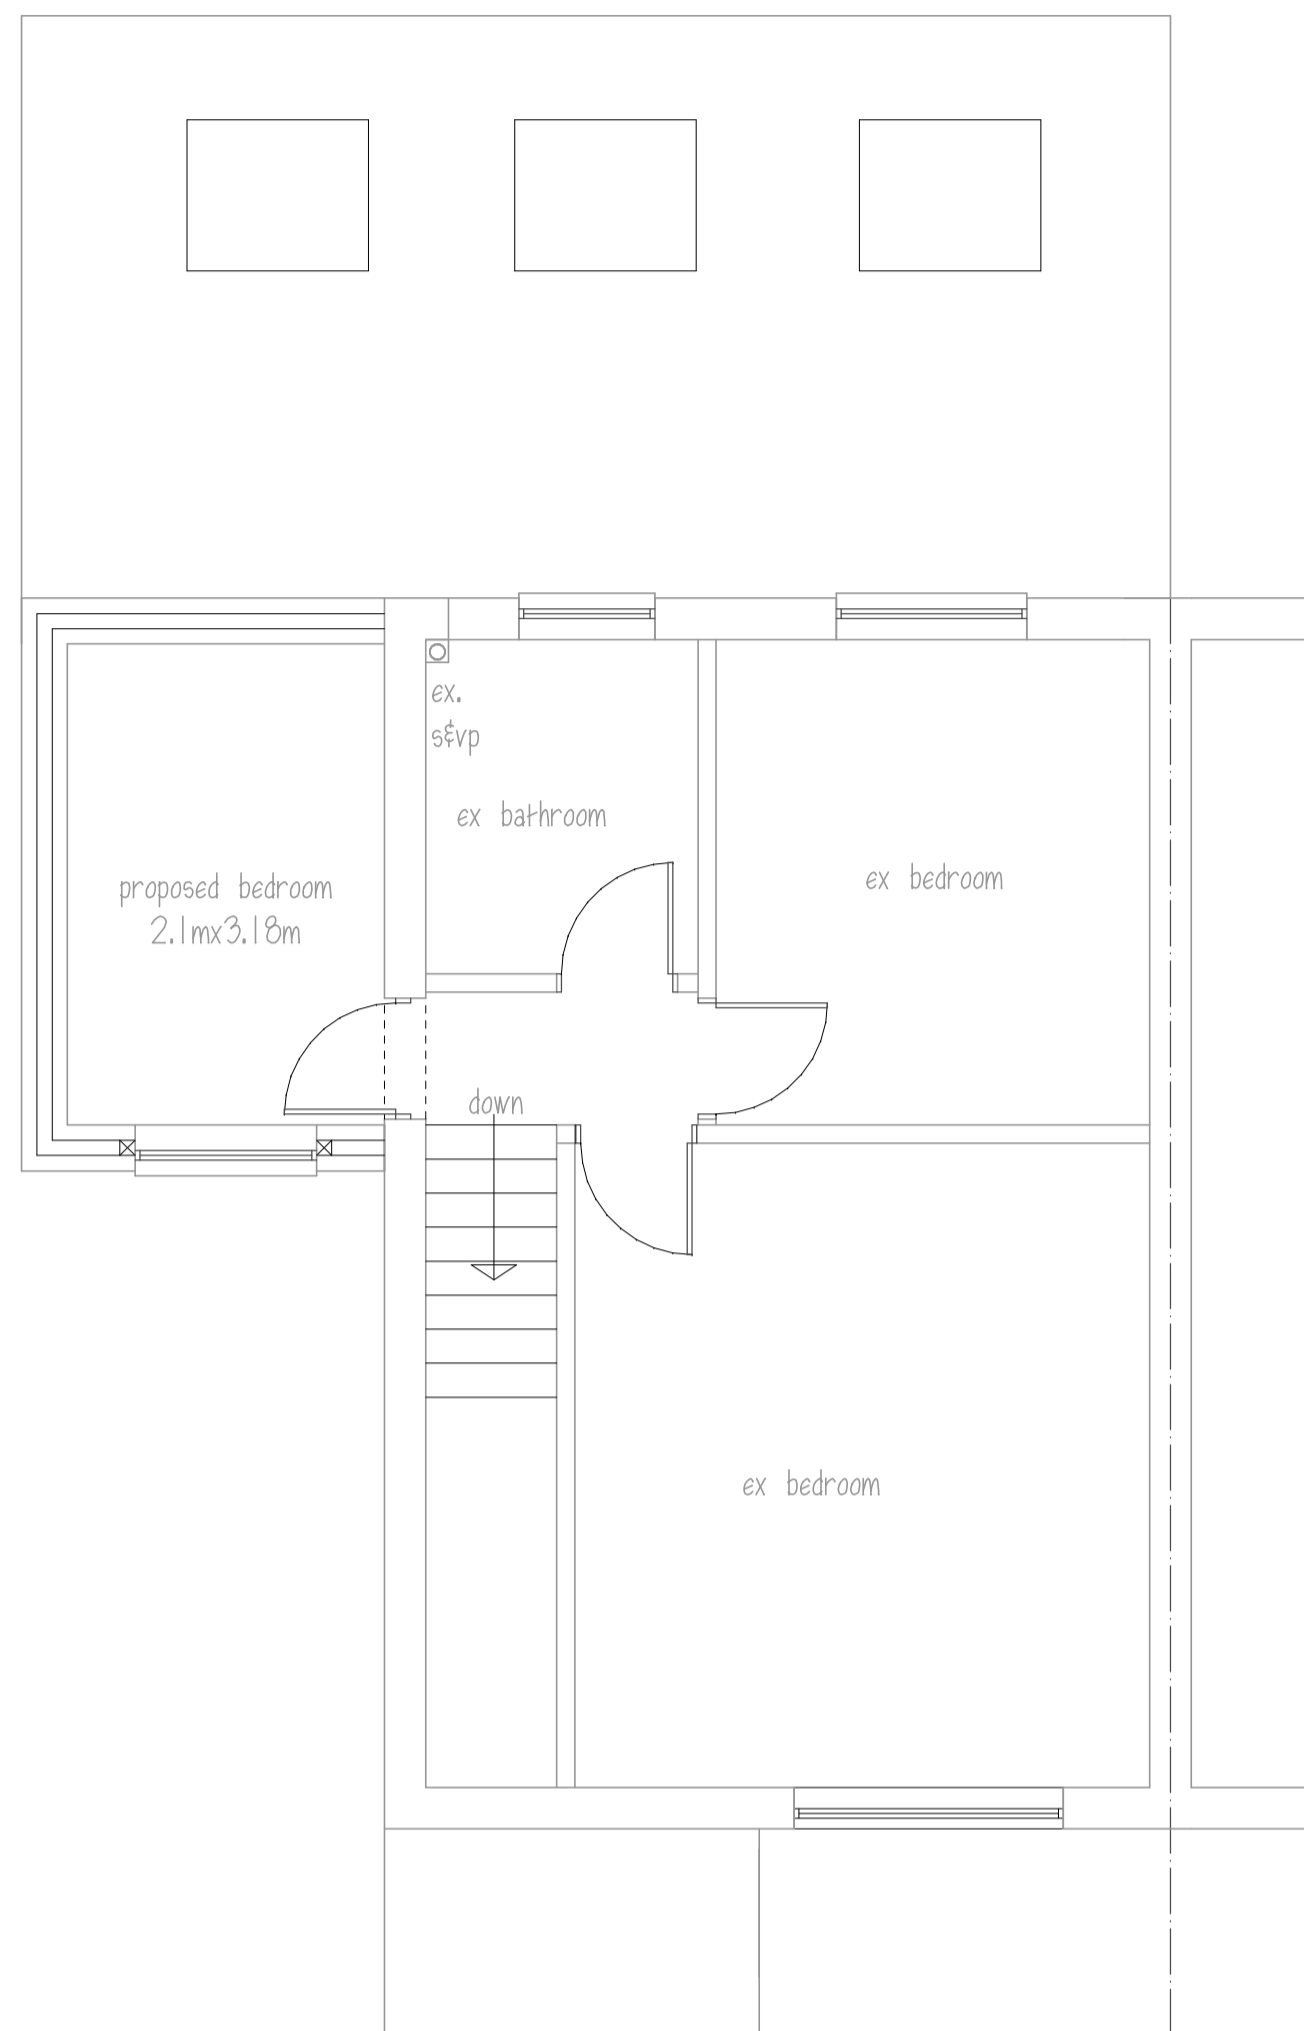 ex.
s&vp
ex bathroom
ex bedroom
proposed bedroom
2.1mx3.18m
down
ex bedroom